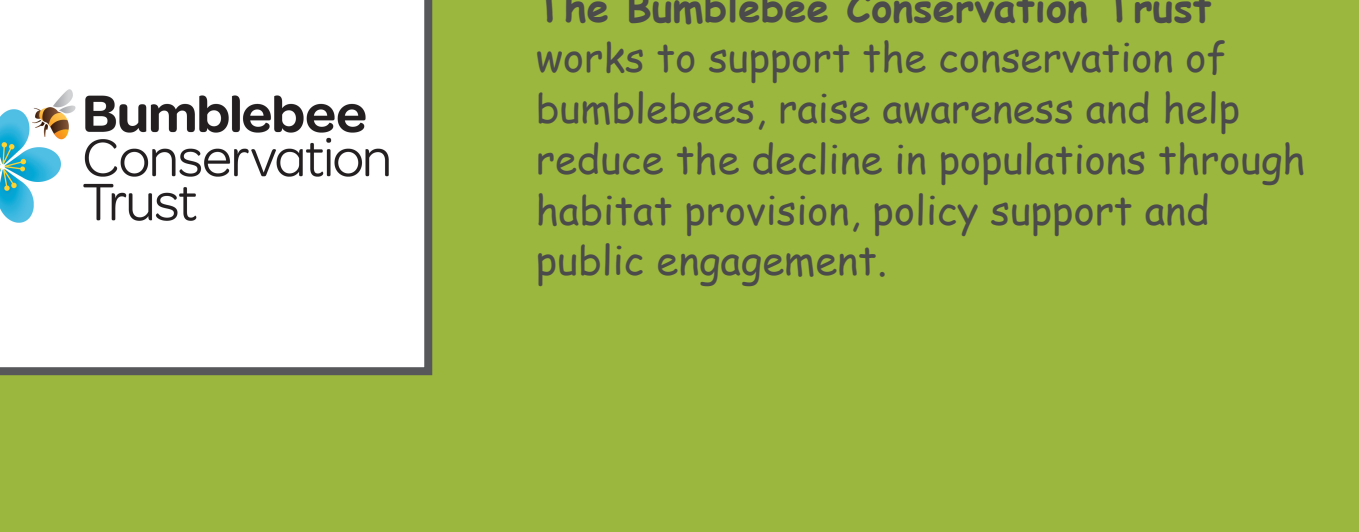 Bumblebee
Conservation
Trust
The Bumblebee Conservation Trust
works to support the conservation of
bumblebees, raise awareness and help
reduce the decline in populations through
habitat provision, policy support and
public engagement.